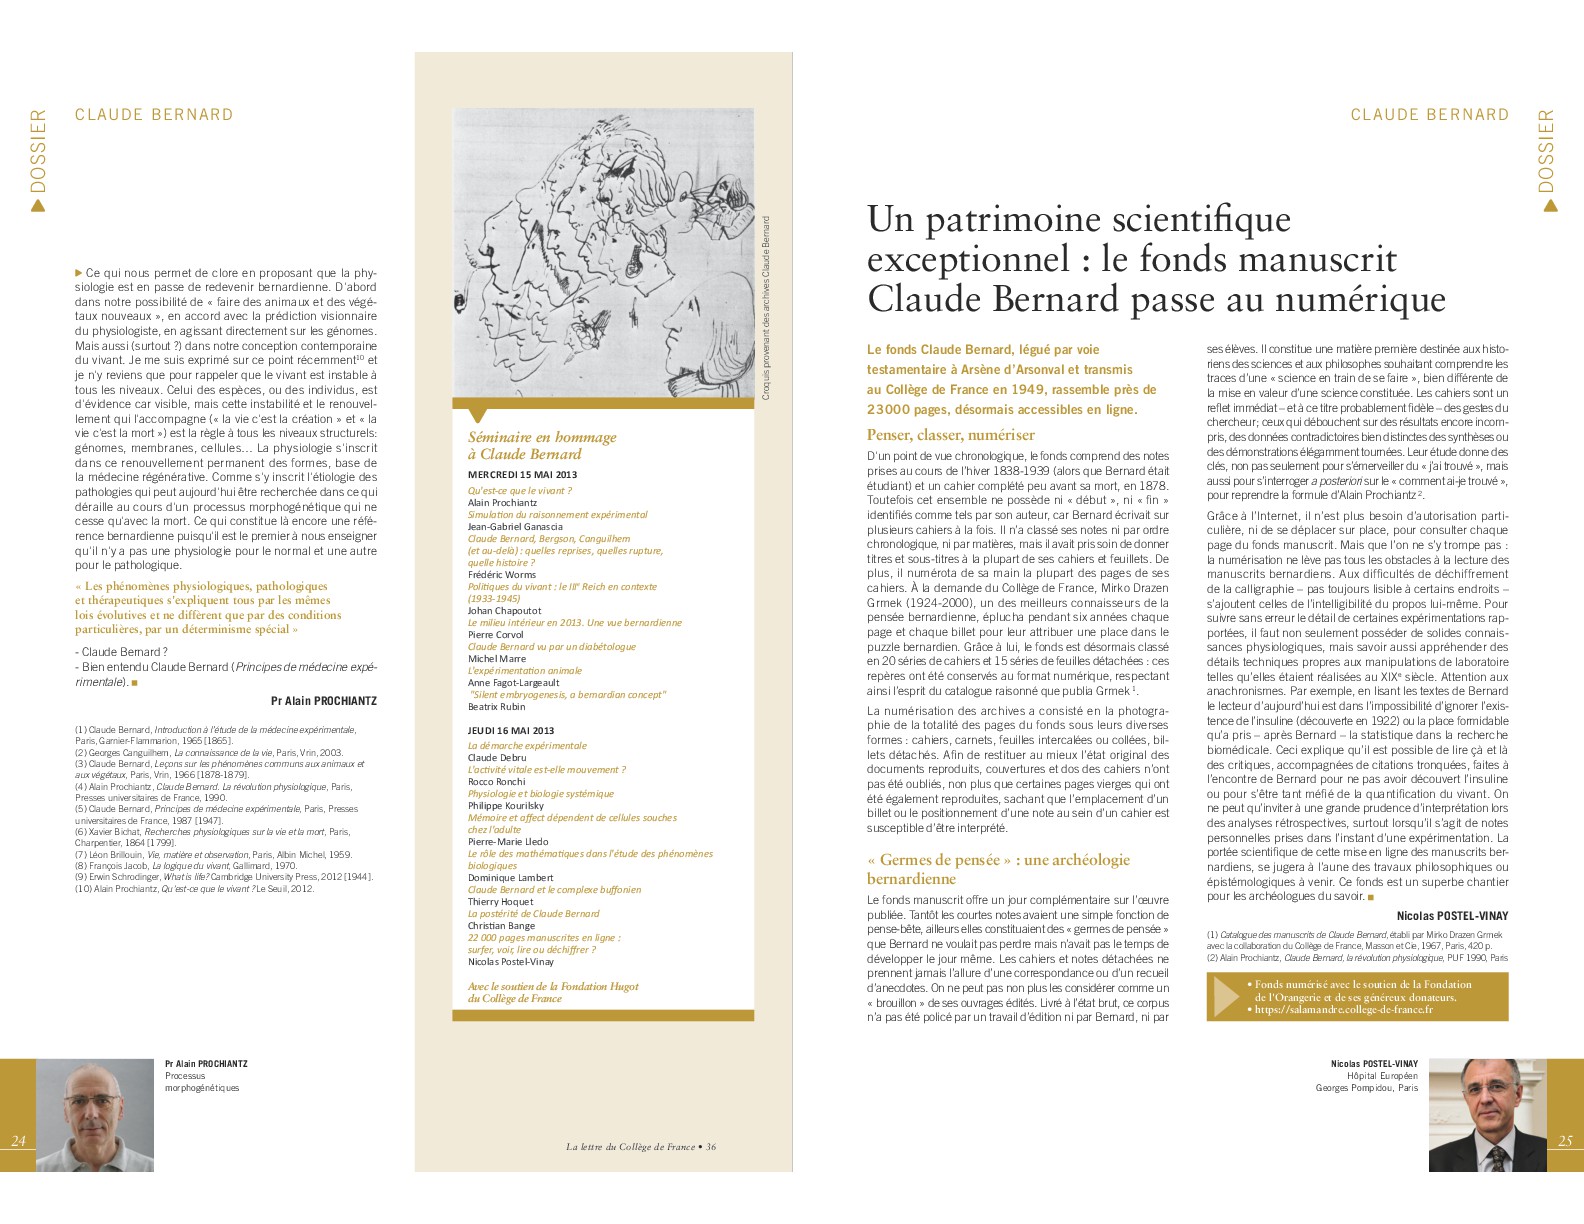 DOSSIER
CLAUDE BERNARD
Ce qui nous permet de clore en proposant que la phy-
siologie est en passe de redevenir bernardienne. D'abord
dans notre possibilité de « faire des animaux et des végé-
taux nouveaux », en accord avec la prédiction visionnaire
du physiologiste, en agissant directement sur les génomes.
Mais aussi (surtout ?) dans notre conception contemporaine
du vivant. Je me suis exprimé sur ce point récemment10 et
je n'y reviens que pour rappeler que le vivant est instable à
tous les niveaux. Celui des espèces, ou des individus, est
d'évidence car visible, mais cette instabilité et le renouvel-
lement qui l'accompagne (« la vie c'est la création » et « la
vie c'est la mort ») est la règle à tous les niveaux structurels:
génomes, membranes, cellules… La physiologie s'inscrit
dans ce renouvellement permanent des formes, base de
la médecine régénérative. Comme s'y inscrit l'étiologie des
pathologies qui peut aujourd'hui être recherchée dans ce qui
déraille au cours d'un processus morphogénétique qui ne
cesse qu'avec la mort. Ce qui constitue là encore une réfé-
rence bernardienne puisqu'il est le premier à nous enseigner
qu'il n'y a pas une physiologie pour le normal et une autre
pour le pathologique.
« Les phénomènes physiologiques, pathologiques
et thérapeutiques s'expliquent tous par les mêmes
lois évolutives et ne diffèrent que par des conditions
particulières, par un déterminisme spécial »
- Claude Bernard ?
- Bien entendu Claude Bernard (Principes de médecine expé-
rimentale).
Pr Alain PROCHIANTZ
(1) Claude Bernard, Introduction à l'étude de la médecine expérimentale,
Paris, Garnier-Flammarion, 1965 [1865].
(2) Georges Canguilhem, La connaissance de la vie, Paris, Vrin, 2003.
(3) Claude Bernard, Leçons sur les phénomènes communs aux animaux et
aux végétaux, Paris, Vrin, 1966 [1878-1879].
(4) Alain Prochiantz, Claude Bernard. La révolution physiologique, Paris,
Presses universitaires de France, 1990.
(5) Claude Bernard, Principes de médecine expérimentale, Paris, Presses
universitaires de France, 1987 [1947].
(6) Xavier Bichat, Recherches physiologiques sur la vie et la mort, Paris,
Charpentier, 1864 [1799].
(7) Léon Brillouin, Vie, matière et observation, Paris, Albin Michel, 1959.
(8) François Jacob, La logique du vivant, Gallimard, 1970.
(9) Erwin Schrodinger, What is life? Cambridge University Press, 2012 [1944].
(10) Alain Prochiantz, Qu'est-ce que le vivant ? Le Seuil, 2012.
Pr Alain PROCHIANTZ
Processus
morphogénétiques
24
Croquis provenant des archives Claude Bernard
Séminaire en hommage
à Claude Bernard
MERCREDI 15 MAI 2013
Qu'est-ce que le vivant ?
Alain Prochiantz
Simulation du raisonnement expérimental
Jean-Gabriel Ganascia
Claude Bernard, Bergson, Canguilhem
(et au-delà) : quelles reprises, quelles rupture,
quelle histoire ?
Frédéric Worms
Politiques du vivant : le IIIe Reich en contexte
(1933-1945)
Johan Chapoutot
Le milieu intérieur en 2013. Une vue bernardienne
Pierre Corvol
Claude Bernard vu par un diabétologue
Michel Marre
L'expérimentation animale
Anne Fagot-Largeault
"Silent embryogenesis, a bernardian concept"
Beatrix Rubin
JEUDI 16 MAI 2013
La démarche expérimentale
Claude Debru
L'activité vitale est-elle mouvement ?
Rocco Ronchi
Physiologie et biologie systémique
Philippe Kourilsky
Mémoire et affect dépendent de cellules souches
chez l'adulte
Pierre-Marie Lledo
Le rôle des mathématiques dans l'étude des phénomènes
biologiques
Dominique Lambert
Claude Bernard et le complexe buffonien
Thierry Hoquet
La postérité de Claude Bernard
Christian Bange
22 000 pages manuscrites en ligne :
surfer, voir, lire ou déchiffrer ?
Nicolas Postel-Vinay
Avec le soutien de la Fondation Hugot
du Collège de France
La lettre du Collège de France • 36
CLAUDE BERNARD
DOSSIER
Un patrimoine scientifique
exceptionnel : le fonds manuscrit
Claude Bernard passe au numérique
Le fonds Claude Bernard, légué par voie
testamentaire à Arsène d'Arsonval et transmis
au Collège de France en 1949, rassemble près de
23000 pages, désormais accessibles en ligne.
Penser, classer, numériser
D'un point de vue chronologique, le fonds comprend des notes
prises au cours de l'hiver 1838-1939 (alors que Bernard était
étudiant) et un cahier complété peu avant sa mort, en 1878.
Toutefois cet ensemble ne possède ni « début », ni « fin »
identifiés comme tels par son auteur, car Bernard écrivait sur
plusieurs cahiers à la fois. Il n'a classé ses notes ni par ordre
chronologique, ni par matières, mais il avait pris soin de donner
titres et sous-titres à la plupart de ses cahiers et feuillets. De
plus, il numérota de sa main la plupart des pages de ses
cahiers. À la demande du Collège de France, Mirko Drazen
Grmek (1924-2000), un des meilleurs connaisseurs de la
pensée bernardienne, éplucha pendant six années chaque
page et chaque billet pour leur attribuer une place dans le
puzzle bernardien. Grâce à lui, le fonds est désormais classé
en 20 séries de cahiers et 15 séries de feuilles détachées : ces
repères ont été conservés au format numérique, respectant
ainsi l'esprit du catalogue raisonné que publia Grmek 1.
La numérisation des archives a consisté en la photogra-
phie de la totalité des pages du fonds sous leurs diverses
formes : cahiers, carnets, feuilles intercalées ou collées, bil-
lets détachés. Afin de restituer au mieux l'état original des
documents reproduits, couvertures et dos des cahiers n'ont
pas été oubliés, non plus que certaines pages vierges qui ont
été également reproduites, sachant que l'emplacement d'un
billet ou le positionnement d'une note au sein d'un cahier est
susceptible d'être interprété.
« Germes de pensée » : une archéologie
bernardienne
Le fonds manuscrit offre un jour complémentaire sur l'œuvre
publiée. Tantôt les courtes notes avaient une simple fonction de
pense-bête, ailleurs elles constituaient des « germes de pensée »
que Bernard ne voulait pas perdre mais n'avait pas le temps de
développer le jour même. Les cahiers et notes détachées ne
prennent jamais l'allure d'une correspondance ou d'un recueil
d'anecdotes. On ne peut pas non plus les considérer comme un
« brouillon » de ses ouvrages édités. Livré à l'état brut, ce corpus
n'a pas été policé par un travail d'édition ni par Bernard, ni par
ses élèves. Il constitue une matière première destinée aux histo-
riens des sciences et aux philosophes souhaitant comprendre les
traces d'une « science en train de se faire », bien différente de
la mise en valeur d'une science constituée. Les cahiers sont un
reflet immédiat – et à ce titre probablement fidèle – des gestes du
chercheur; ceux qui débouchent sur des résultats encore incom-
pris, des données contradictoires bien distinctes des synthèses ou
des démonstrations élégamment tournées. Leur étude donne des
clés, non pas seulement pour s'émerveiller du « j'ai trouvé », mais
aussi pour s'interroger a posteriori sur le « comment ai-je trouvé »,
pour reprendre la formule d'Alain Prochiantz 2.
Grâce à l'Internet, il n'est plus besoin d'autorisation parti-
culière, ni de se déplacer sur place, pour consulter chaque
page du fonds manuscrit. Mais que l'on ne s'y trompe pas :
la numérisation ne lève pas tous les obstacles à la lecture des
manuscrits bernardiens. Aux difficultés de déchiffrement
de la calligraphie – pas toujours lisible à certains endroits –
s'ajoutent celles de l'intelligibilité du propos lui-même. Pour
suivre sans erreur le détail de certaines expérimentations rap-
portées, il faut non seulement posséder de solides connais-
sances physiologiques, mais savoir aussi appréhender des
détails techniques propres aux manipulations de laboratoire
telles qu'elles étaient réalisées au XIXe siècle. Attention aux
anachronismes. Par exemple, en lisant les textes de Bernard
le lecteur d'aujourd'hui est dans l'impossibilité d'ignorer l'exis-
tence de l'insuline (découverte en 1922) ou la place formidable
qu'a pris – après Bernard – la statistique dans la recherche
biomédicale. Ceci explique qu'il est possible de lire çà et là
des critiques, accompagnées de citations tronquées, faites à
l'encontre de Bernard pour ne pas avoir découvert l'insuline
ou pour s'être tant méfié de la quantification du vivant. On
ne peut qu'inviter à une grande prudence d'interprétation lors
des analyses rétrospectives, surtout lorsqu'il s'agit de notes
personnelles prises dans l'instant d'une expérimentation. La
portée scientifique de cette mise en ligne des manuscrits ber-
nardiens, se jugera à l'aune des travaux philosophiques ou
épistémologiques à venir. Ce fonds est un superbe chantier
pour les archéologues du savoir.
Nicolas POSTEL-VINAY
(1) Catalogue des manuscrits de Claude Bernard, établi par Mirko Drazen Grmek
avec la collaboration du Collège de France, Masson et Cie, 1967, Paris, 420 p.
(2) Alain Prochiantz, Claude Bernard, la révolution physiologique, PUF 1990, Paris
• Fonds numérisé avec le soutien de la Fondation
de l'Orangerie et de ses généreux donateurs.
• https://salamandre.college-de-france.fr
Nicolas POSTEL-VINAY
Hôpital Européen
Georges Pompidou, Paris
25